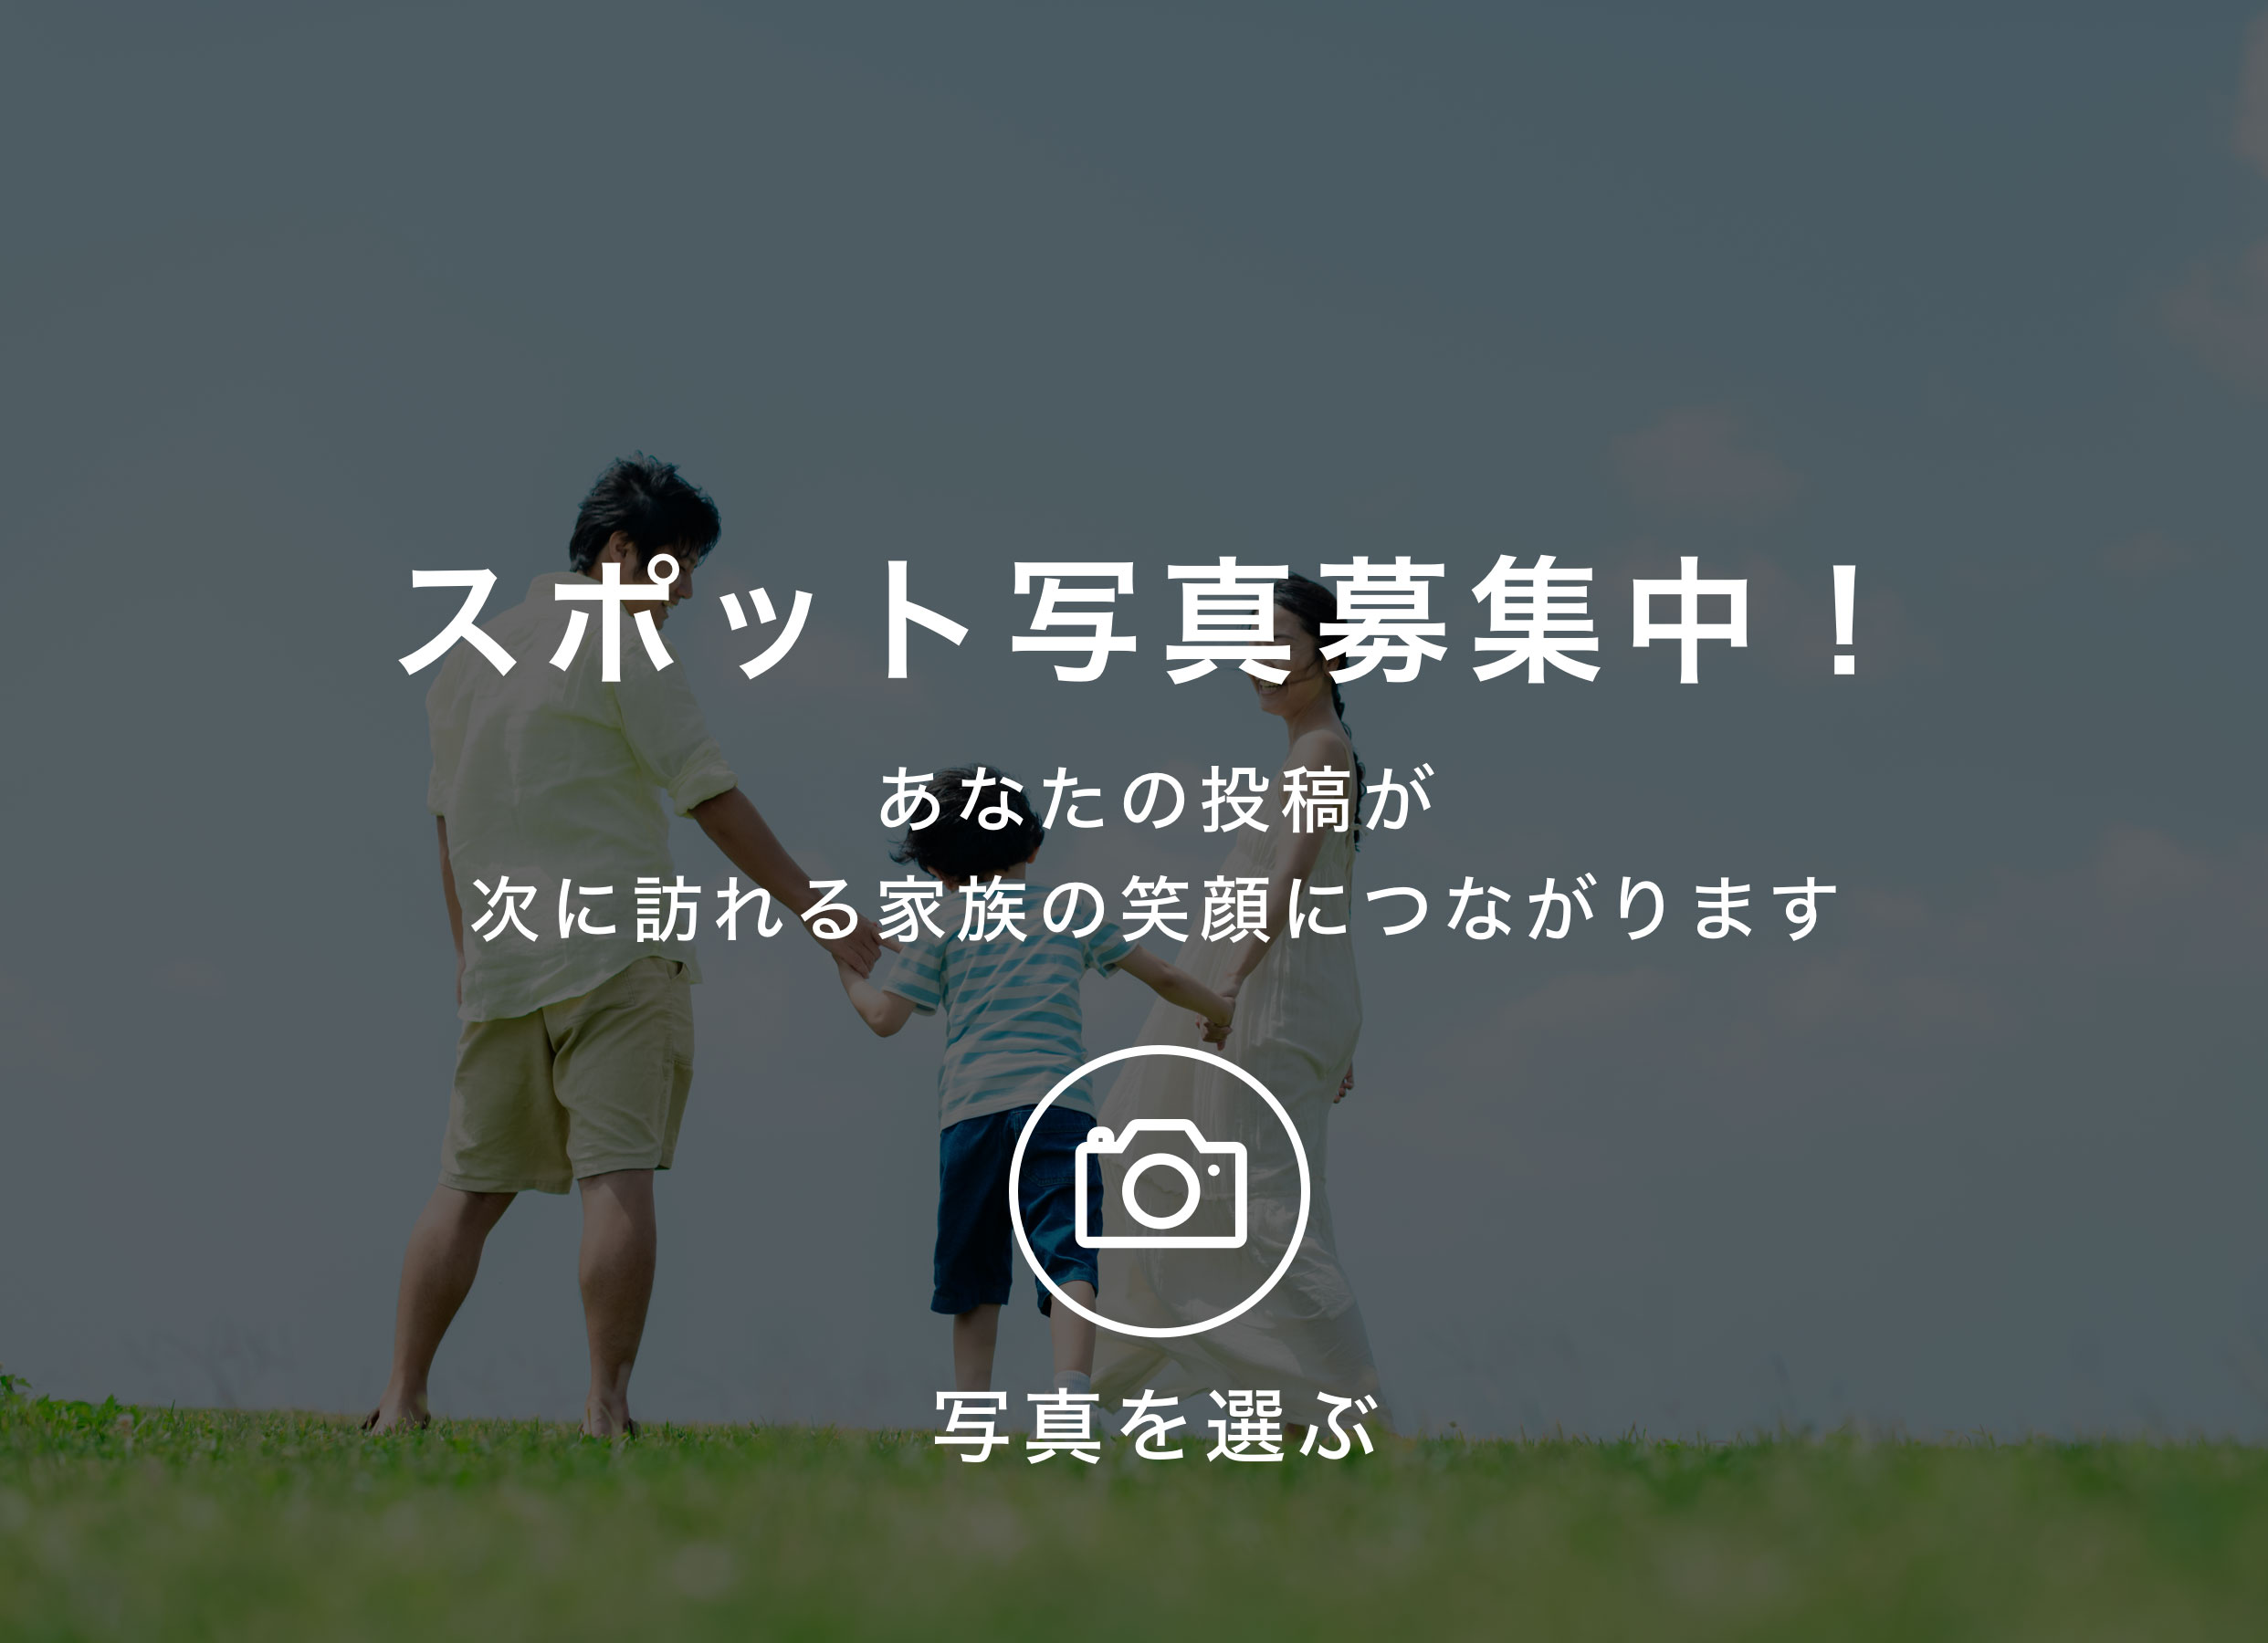 スポット写真募集中！
あなたの投稿が
次に訪れる家族の笑顔につながります
写真を選ぶ